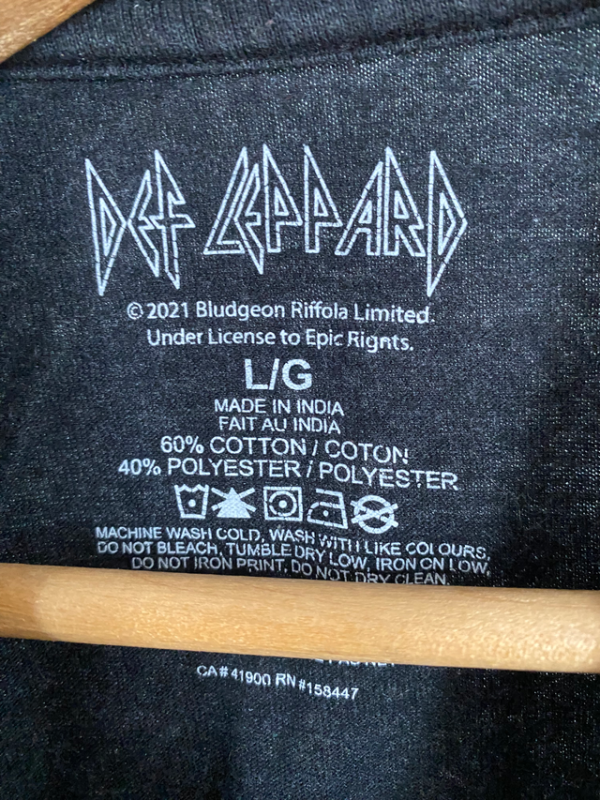 DEF LEPPARD
© 2021 Bludgeon Riffola Limited.
Under License to Epic Rights.
L/G
MADE IN INDIA
FAIT AU INDIA
60% COTTON / COTON
40% POLYESTER / POLYESTER
MACHINE WASH COLD, WASH WITH LIKE COLOURS,
DO NOT BLEACH, TUMBLE DRY LOW, IRON ON LOW,
DO NOT IRON PRINT, DO NOT DRY CLEAN.
CA# 41900 RN #158447